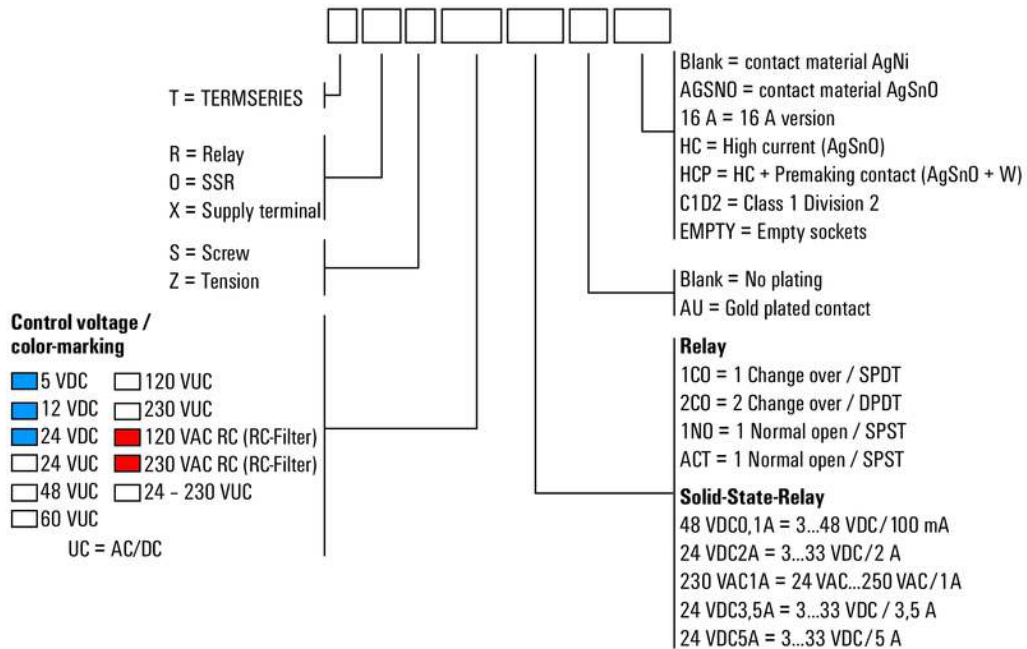 T = TERMSERIES
R = Relay
O = SSR
X = Supply terminal
S = Screw
Z = Tension
Control voltage /
color-marking
5 VDC
120 VUC
12 VDC
230 VUC
24 VDC
120 VAC RC (RC-Filter)
24 VUC
230 VAC RC (RC-Filter)
48 VUC
24 – 230 VUC
60 VUC
UC = AC/DC
Blank = contact material AgNi
AGSNO = contact material AgSnO
16 A = 16 A version
HC = High current (AgSnO)
HCP = HC + Premaking contact (AgSnO + W)
C1D2 = Class 1 Division 2
EMPTY = Empty sockets
Blank = No plating
AU = Gold plated contact
Relay
1CO = 1 Change over / SPDT
2CO = 2 Change over / DPDT
1NO = 1 Normal open / SPST
ACT = 1 Normal open / SPST
Solid-State-Relay
48 VDC0,1A = 3...48 VDC/100 mA
24 VDC2A = 3...33 VDC/2 A
230 VAC1A = 24 VAC...250 VAC/1A
24 VDC3,5A = 3...33 VDC / 3,5 A
24 VDC5A = 3...33 VDC/5 A